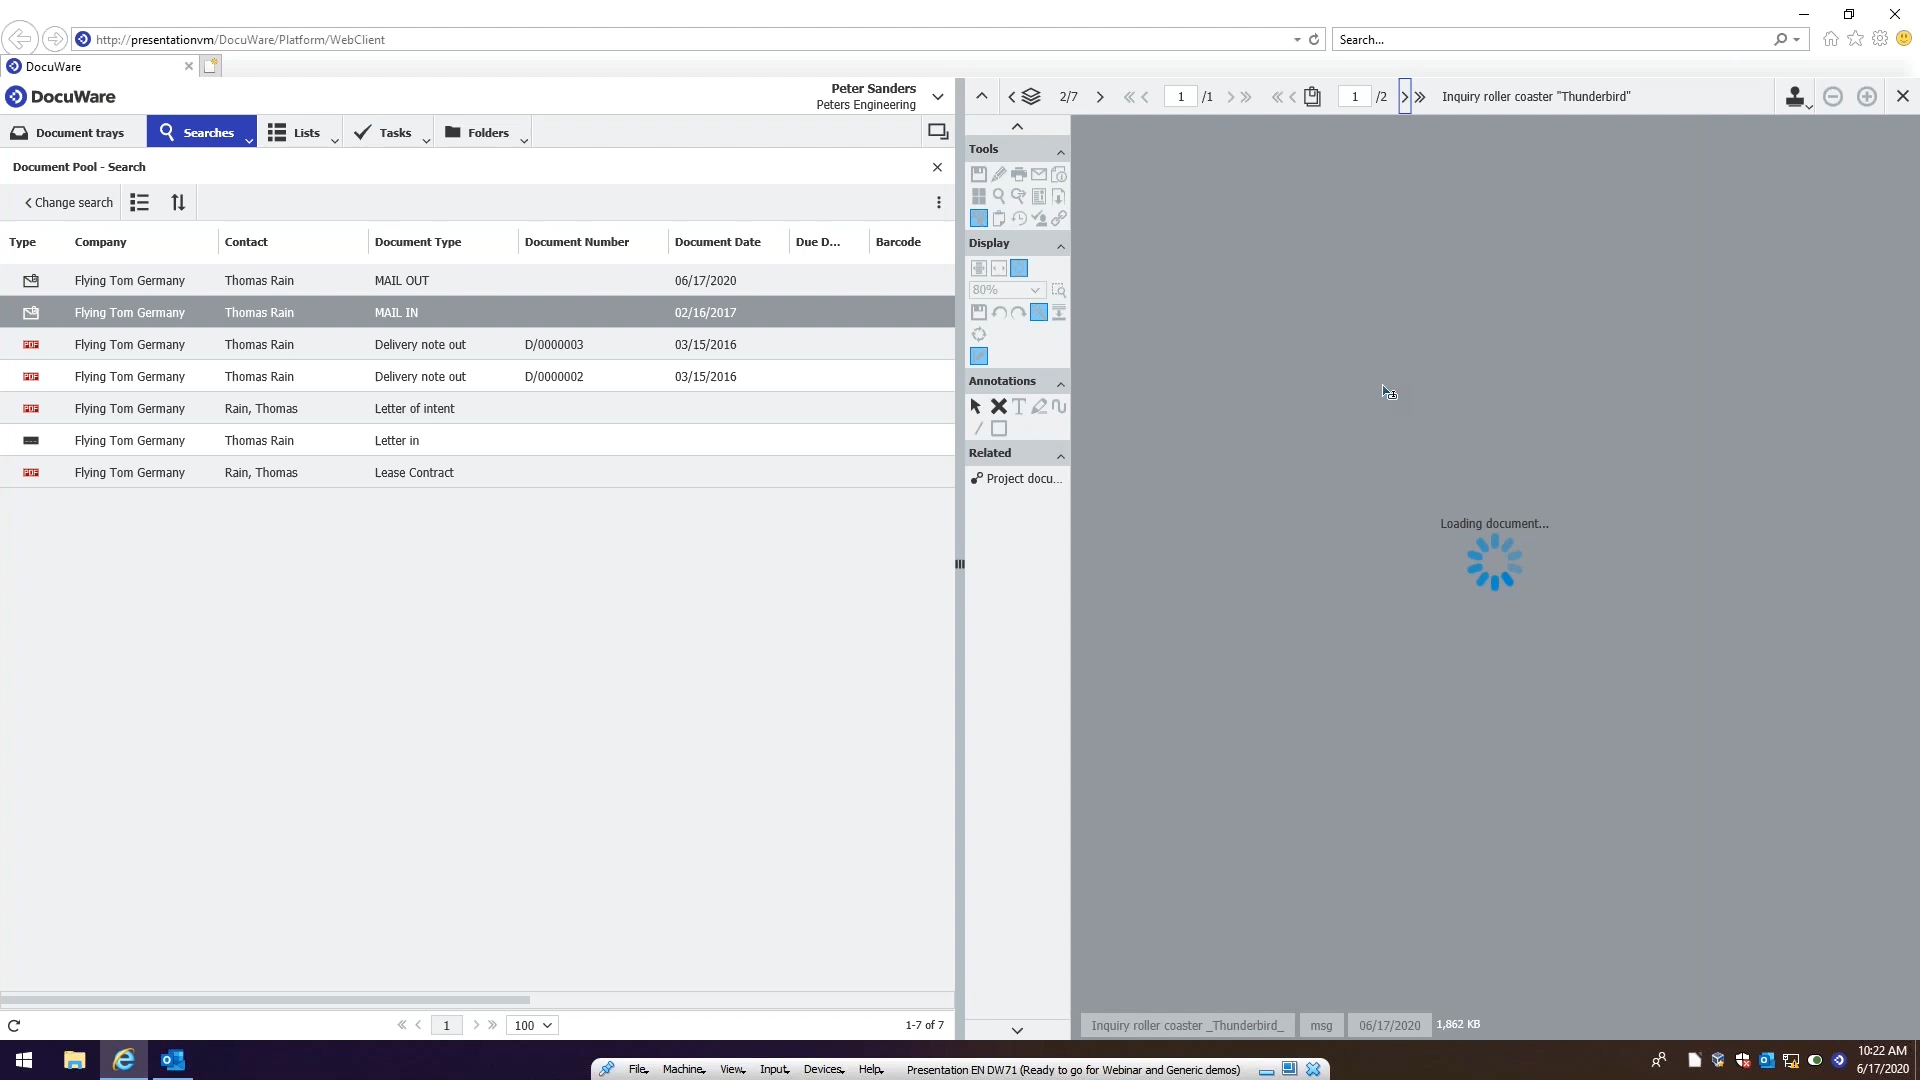 http://presentationvm/DocuWare/Platform/WebClient
Search...
DocuWare
DocuWare
Peter Sanders
Peters Engineering
2/7
1 /1
1 /2
Inquiry roller coaster "Thunderbird"
Document trays
Searches
Lists
Tasks
Folders
Document Pool - Search
Change search
Type Company Contact Document Type Document Number Document Date Due D... Barcode
Flying Tom Germany Thomas Rain MAIL OUT 06/17/2020
Flying Tom Germany Thomas Rain MAIL IN 02/16/2017
PDF Flying Tom Germany Thomas Rain Delivery note out D/0000003 03/15/2016
PDF Flying Tom Germany Thomas Rain Delivery note out D/0000002 03/15/2016
PDF Flying Tom Germany Rain, Thomas Letter of intent
Flying Tom Germany Thomas Rain Letter in
PDF Flying Tom Germany Rain, Thomas Lease Contract
1
100
1-7 of 7
Tools
Display
80%
Annotations
Related
Project docu...
Loading document...
Inquiry roller coaster _Thunderbird_
msg
06/17/2020
1,862 KB
File Machine View Input Devices Help
Presentation EN DW71 (Ready to go for Webinar and Generic demos)
10:22 AM
6/17/2020